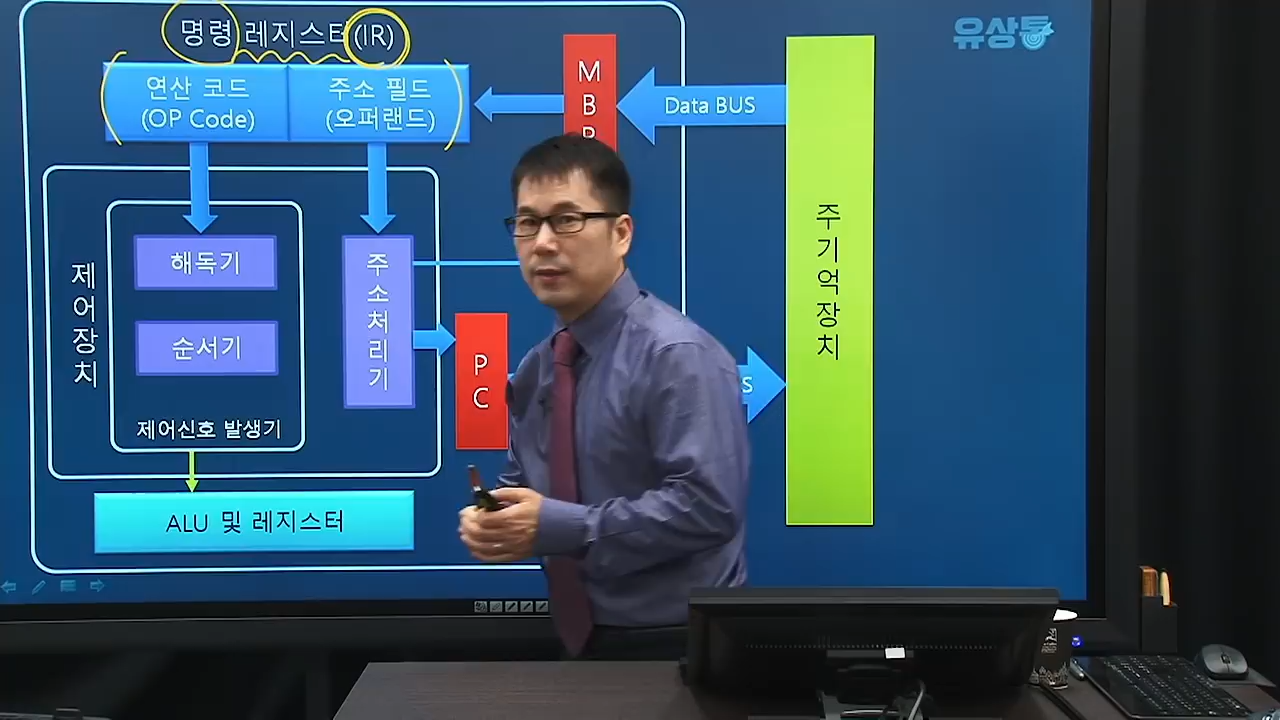 명령 레지스터(IR)
유상통
연산 코드
(OP Code)
주소 필드
(오퍼랜드)
M
B
R
Data BUS
주기억장치
제어장치
해독기
순서기
제어신호 발생기
주소처리기
P
C
S
ALU 및 레지스터